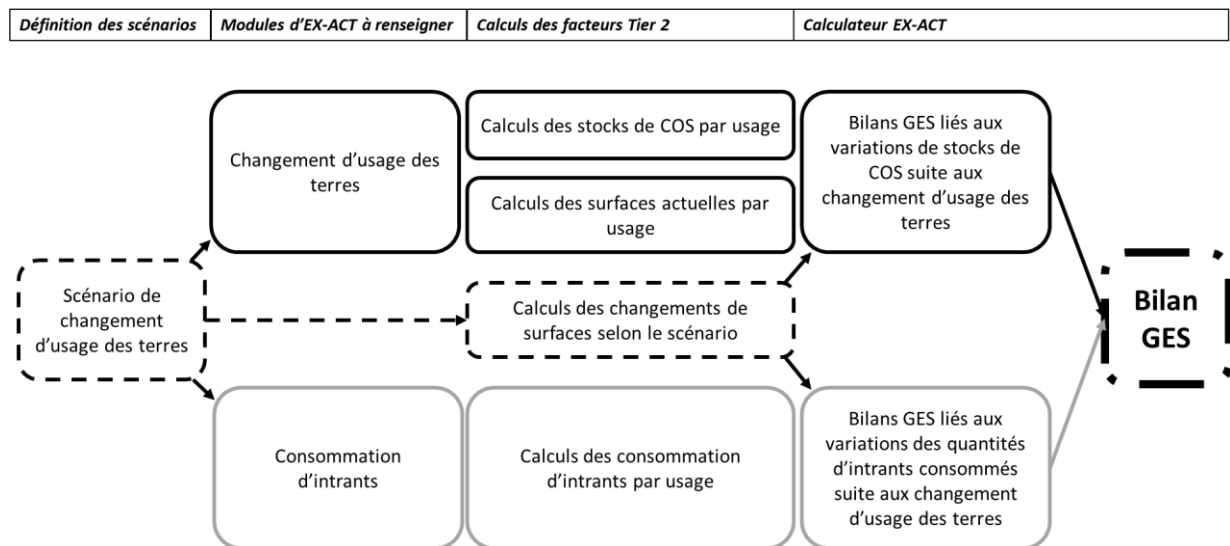 Définition des scénarios
Modules d'EX-ACT à renseigner
Calculs des facteurs Tier 2
Calculateur EX-ACT
Scénario de
changement
d'usage des terres
Changement d'usage des
terres
Calculs des stocks de COS par usage
Calculs des surfaces actuelles par
usage
Calculs des changements de
surfaces selon le scénario
Bilans GES liés aux
variations de stocks de
COS suite aux
changement d'usage des
terres
Consommation
d'intrants
Calculs des consommation
d'intrants par usage
Bilans GES liés aux
variations des quantités
d'intrants consommés
suite aux changement
d'usage des terres
Bilan
GES